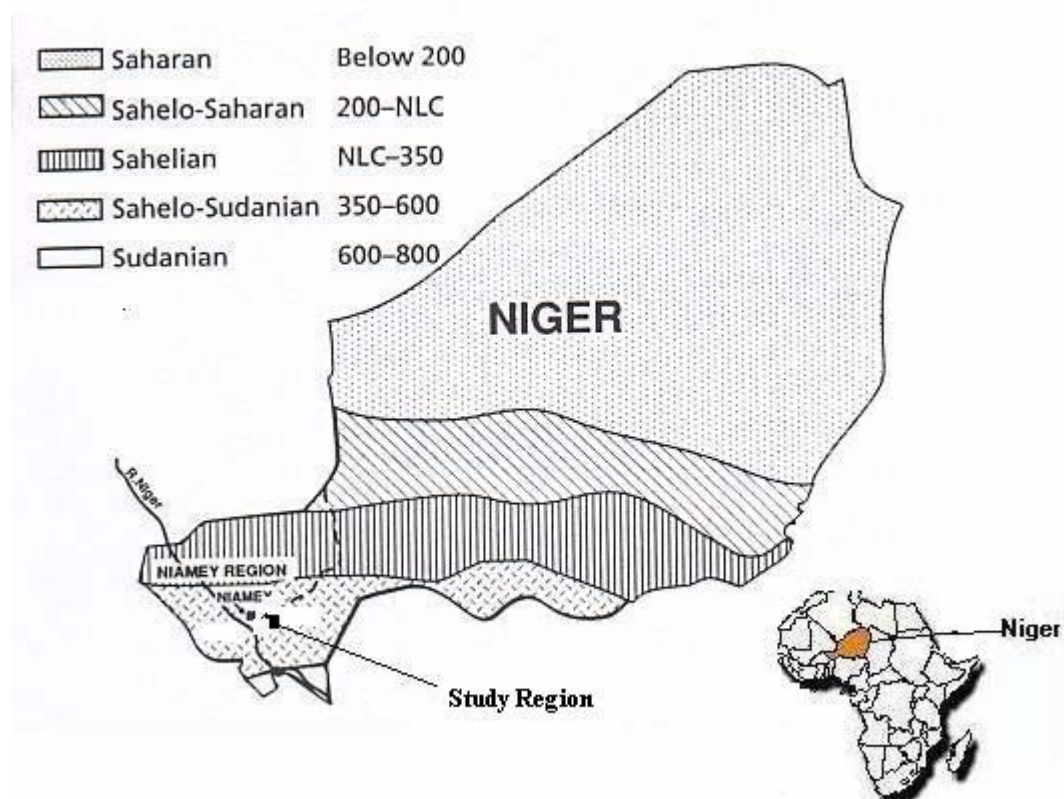 Saharan Below 200
Sahelo-Saharan 200–NLC
Sahelian NLC–350
Sahelo-Sudanian 350–600
Sudanian 600–800
NIGER
R.Niger
NIAMEY REGION
NIAMEY
Study Region
Niger